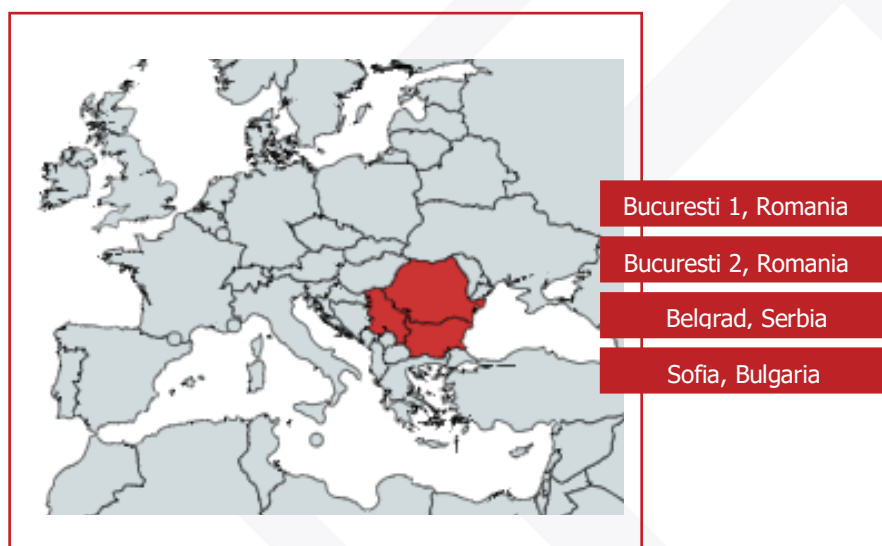 Bucuresti 1, Romania
Bucuresti 2, Romania
Belgrad, Serbia
Sofia, Bulgaria